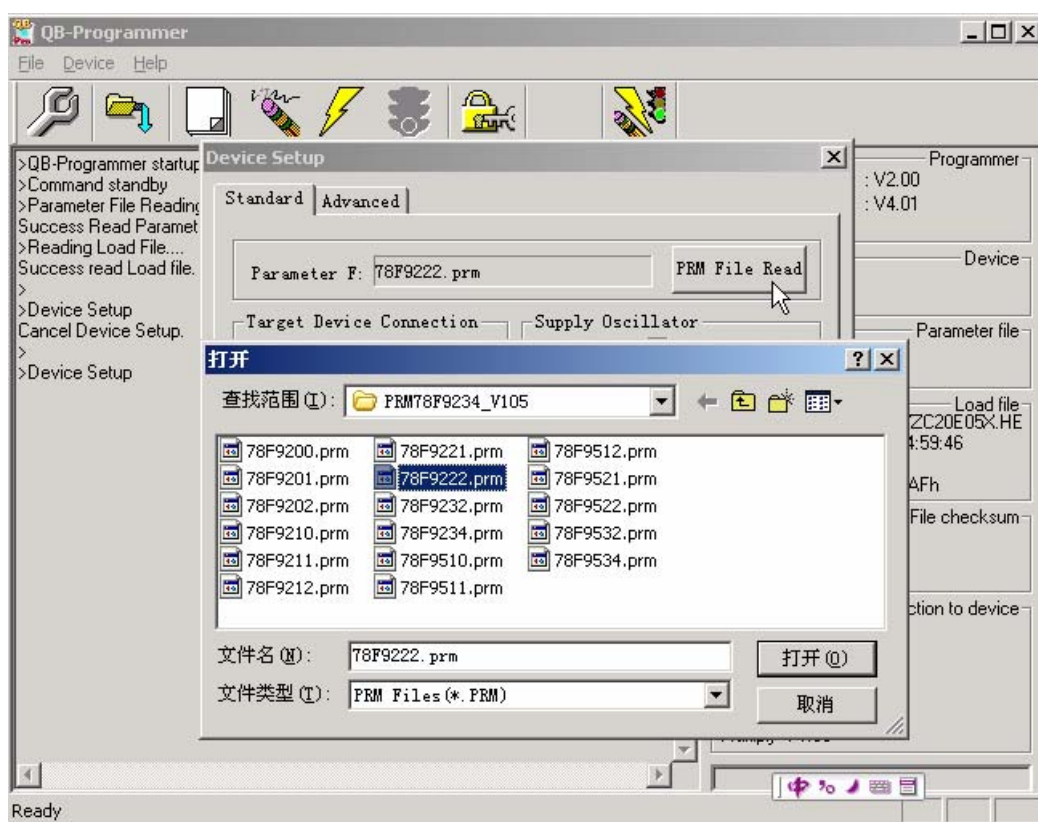 QB-Programmer
File Device Help
>QB-Programmer startup
>Command standby
>Parameter File Reading
Success Read Paramet
>Reading Load File....
Success read Load file.
>
>Device Setup
Cancel Device Setup.
>
>Device Setup
Device Setup
Standard Advanced
Parameter F: 78F9222.prm PRM File Read
Target Device Connection Supply Oscillator
Programmer
: V2.00
: V4.01
Device
Parameter file
Load file
ZC20E05X.HE
4:59:46
AFh
File checksum
ction to device
打开
查找范围(I): PRM78F9234_V105
78F9200.prm 78F9221.prm 78F9512.prm
78F9201.prm 78F9222.prm 78F9521.prm
78F9202.prm 78F9232.prm 78F9522.prm
78F9210.prm 78F9234.prm 78F9532.prm
78F9211.prm 78F9510.prm 78F9534.prm
78F9212.prm 78F9511.prm
文件名(N): 78F9222.prm 打开(O)
文件类型(T): PRM Files(*.PRM) 取消
中
Ready